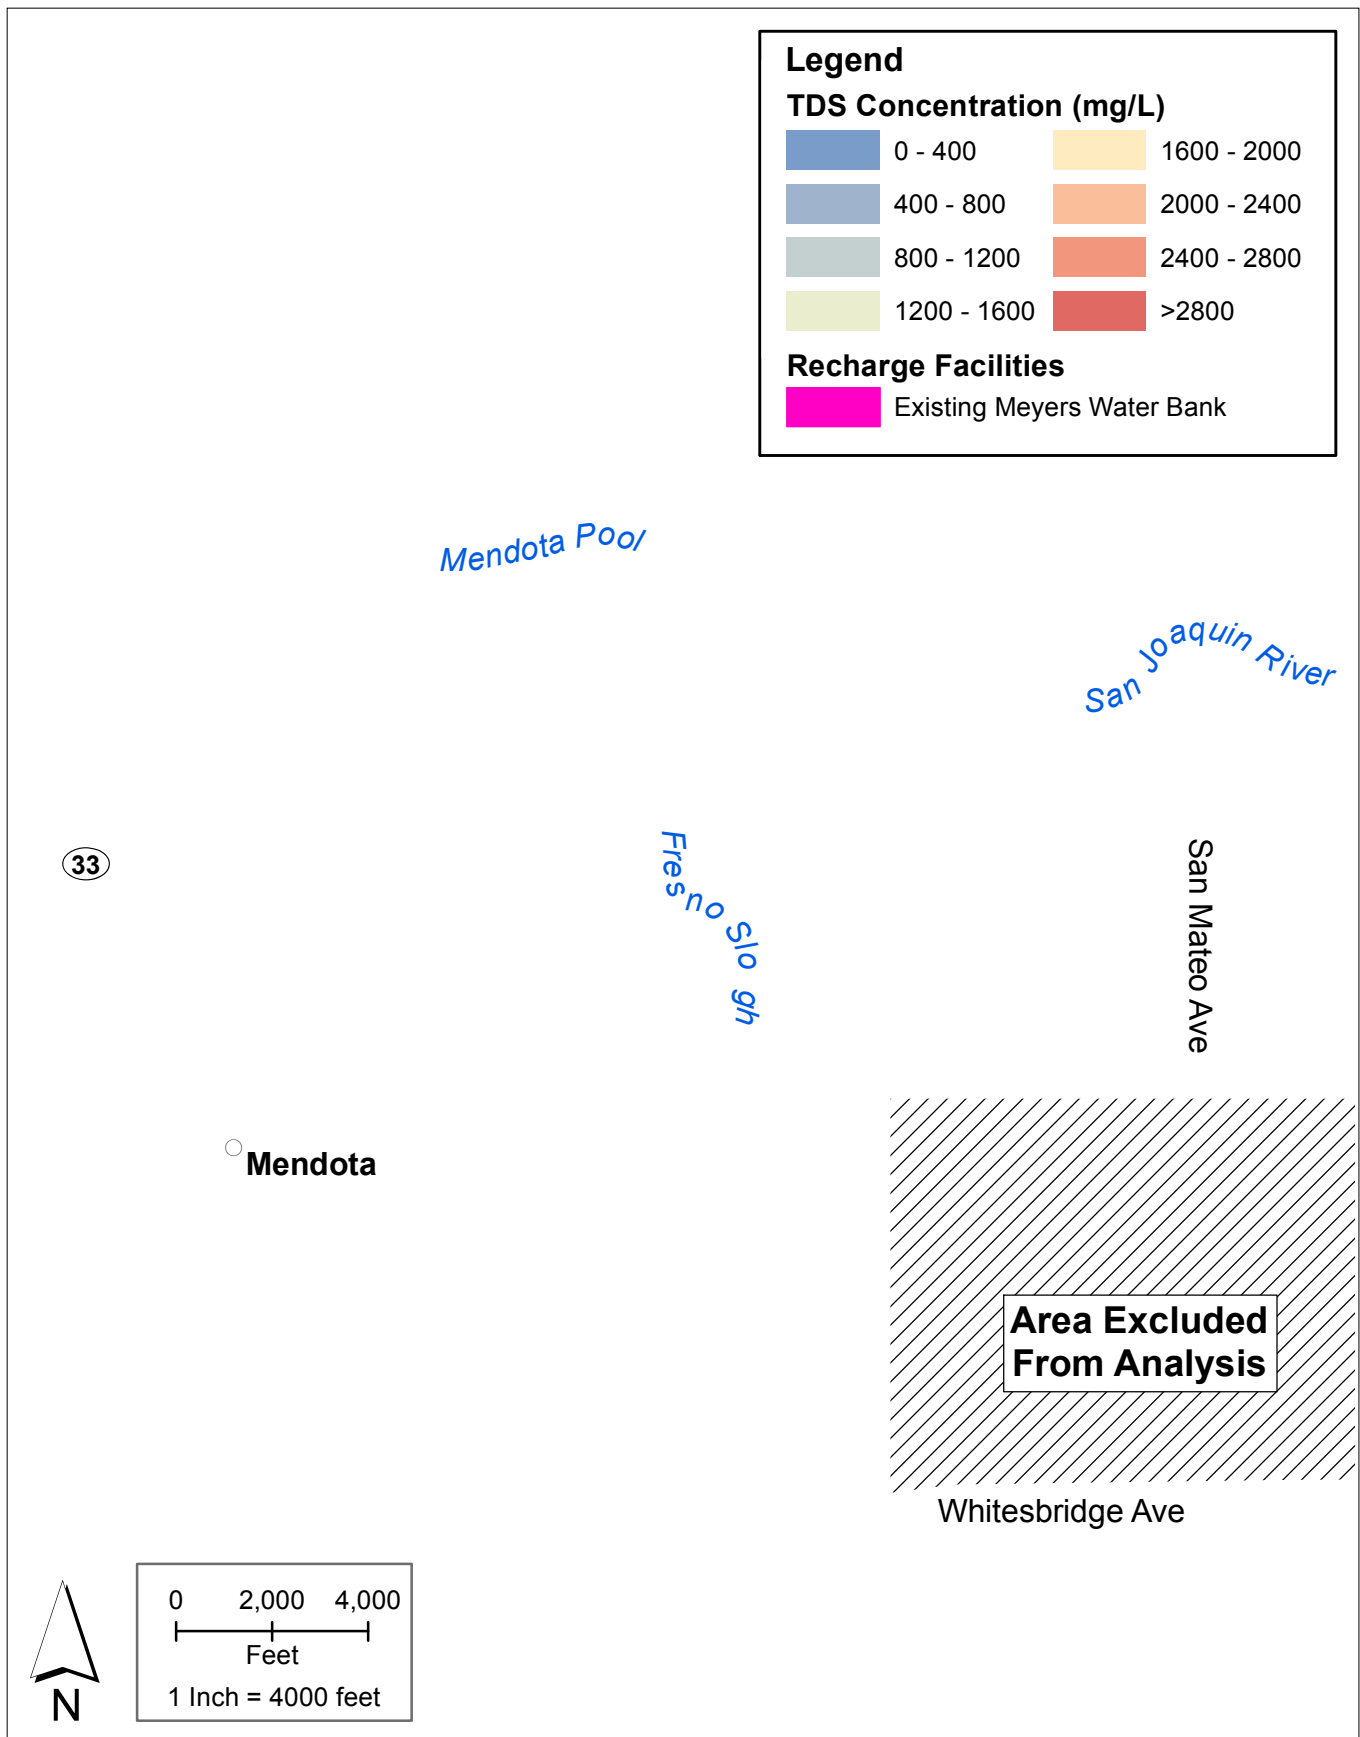 Legend
TDS Concentration (mg/L)
0 - 400
1600 - 2000
400 - 800
2000 - 2400
800 - 1200
2400 - 2800
1200 - 1600
>2800
Recharge Facilities
Existing Meyers Water Bank
Mendota Pool
San Joaquin River
33
Fresno Slo gh
San Mateo Ave
Mendota
Area Excluded
From Analysis
Whitesbridge Ave
0 2,000 4,000
Feet
1 Inch = 4000 feet
N